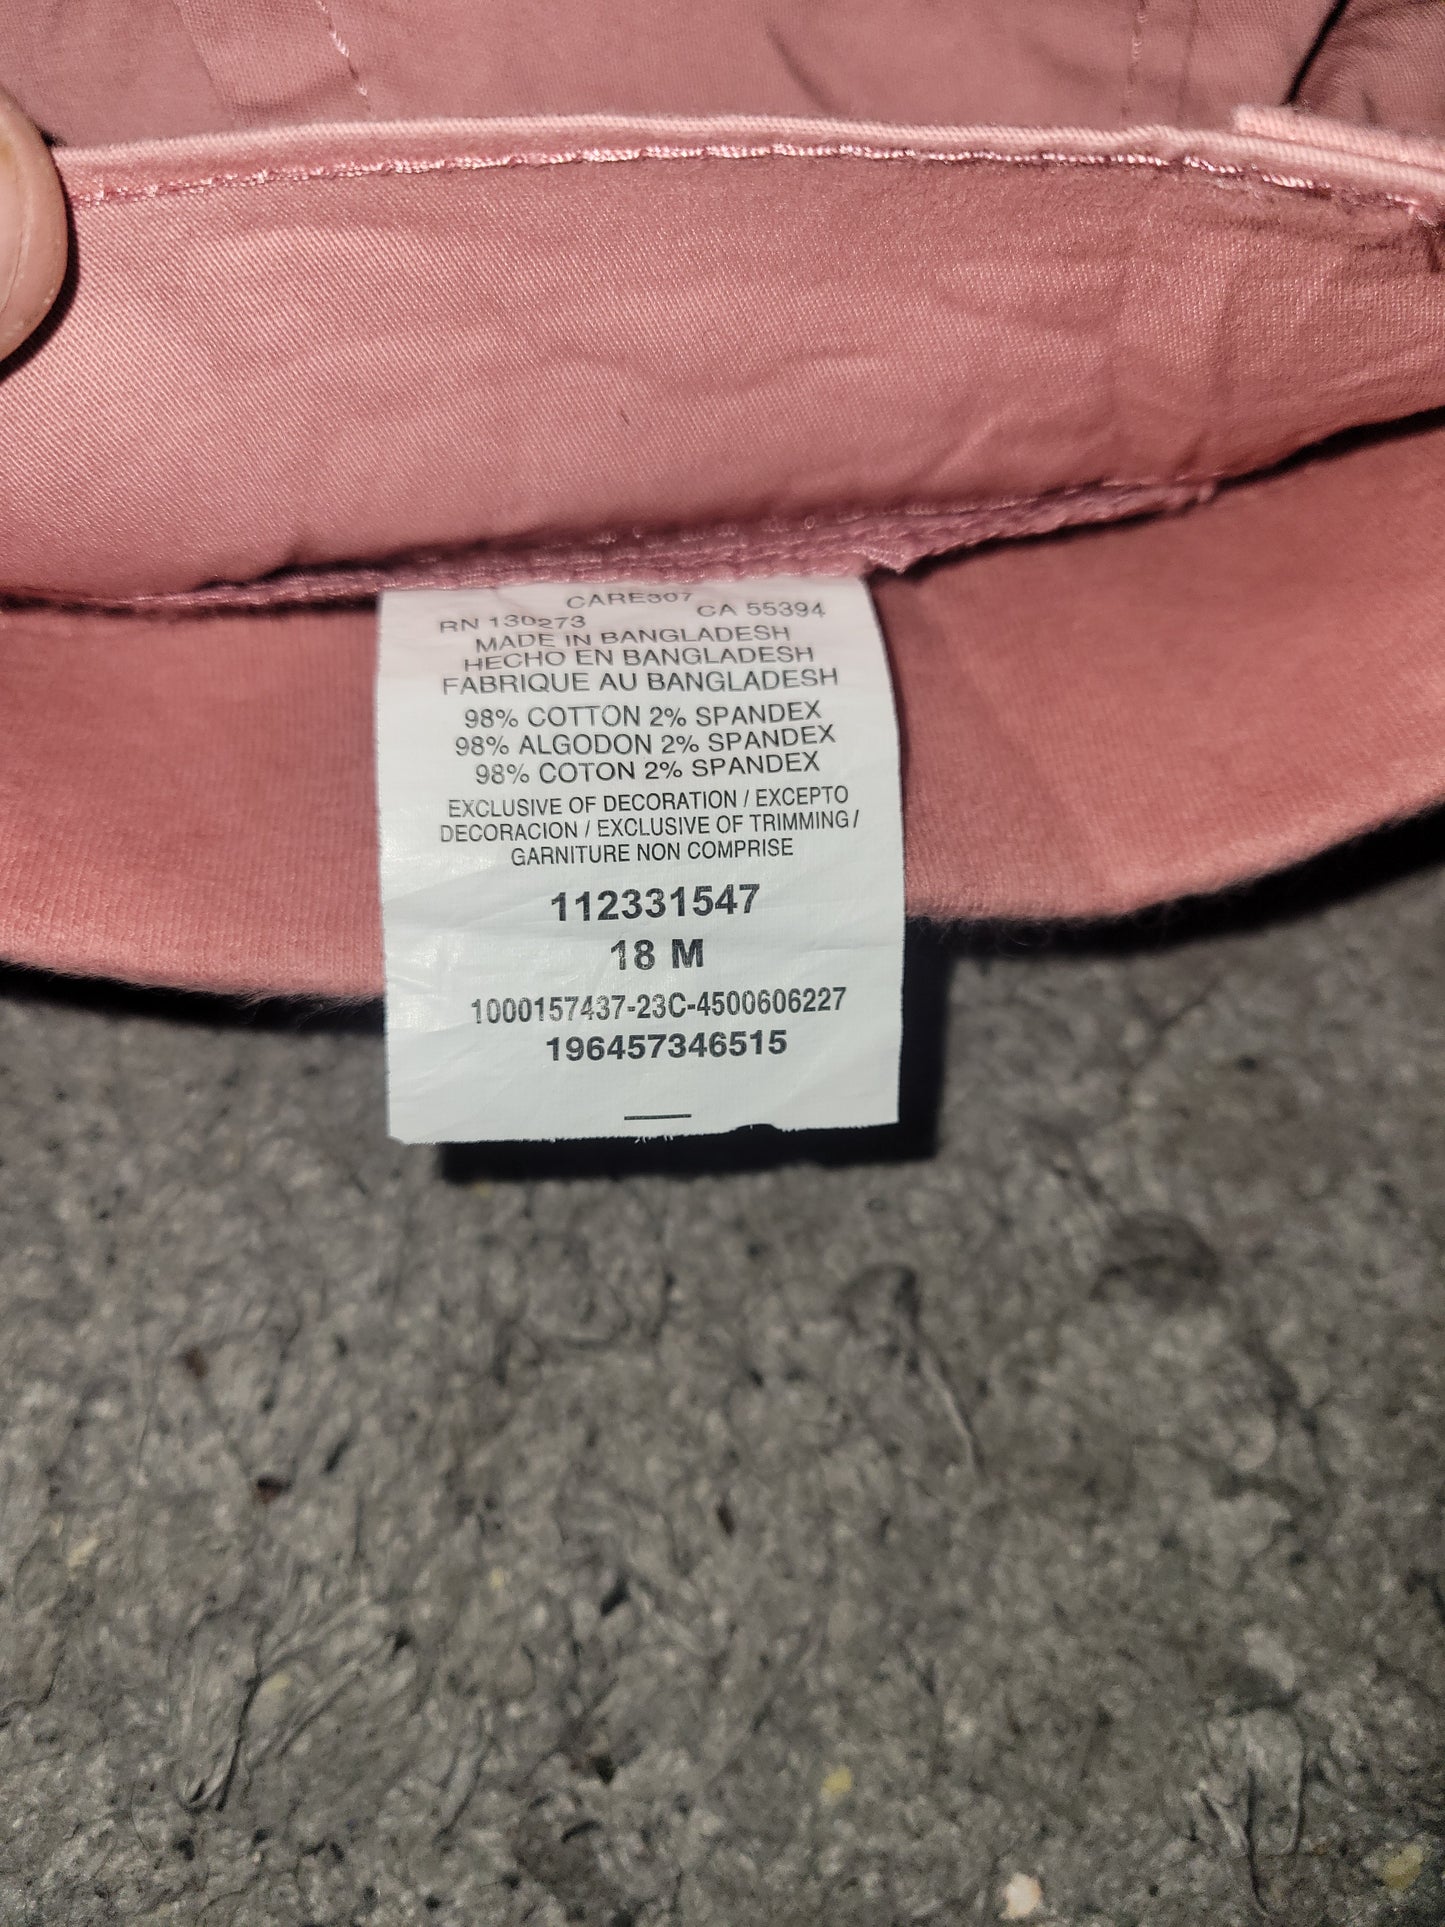 CARE307
RN 130273 CA 55394
MADE IN BANGLADESH
HECHO EN BANGLADESH
FABRIQUE AU BANGLADESH
98% COTTON 2% SPANDEX
98% ALGODON 2% SPANDEX
98% COTON 2% SPANDEX
EXCLUSIVE OF DECORATION / EXCEPTO
DECORACION / EXCLUSIVE OF TRIMMING /
GARNITURE NON COMPRISE
112331547
18 M
1000157437-23C-4500606227
196457346515